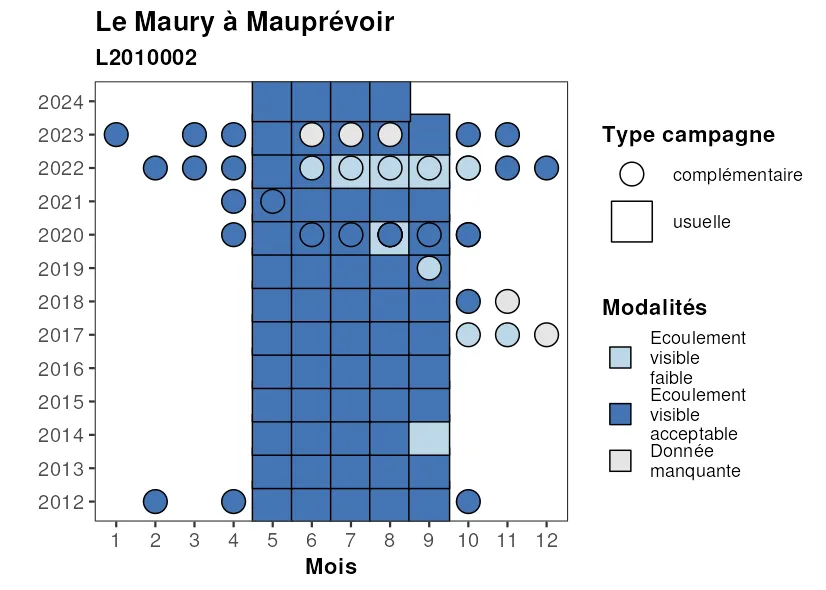 Le Maury à Mauprévoir
L2010002
2024
2023
2022
2021
2020
2019
2018
2017
2016
2015
2014
2013
2012
1 2 3 4 5 6 7 8 9 10 11 12
Mois
Type campagne
complémentaire
usuelle
Modalités
Ecoulement
visible
faible
Ecoulement
visible
acceptable
Donnée
manquante